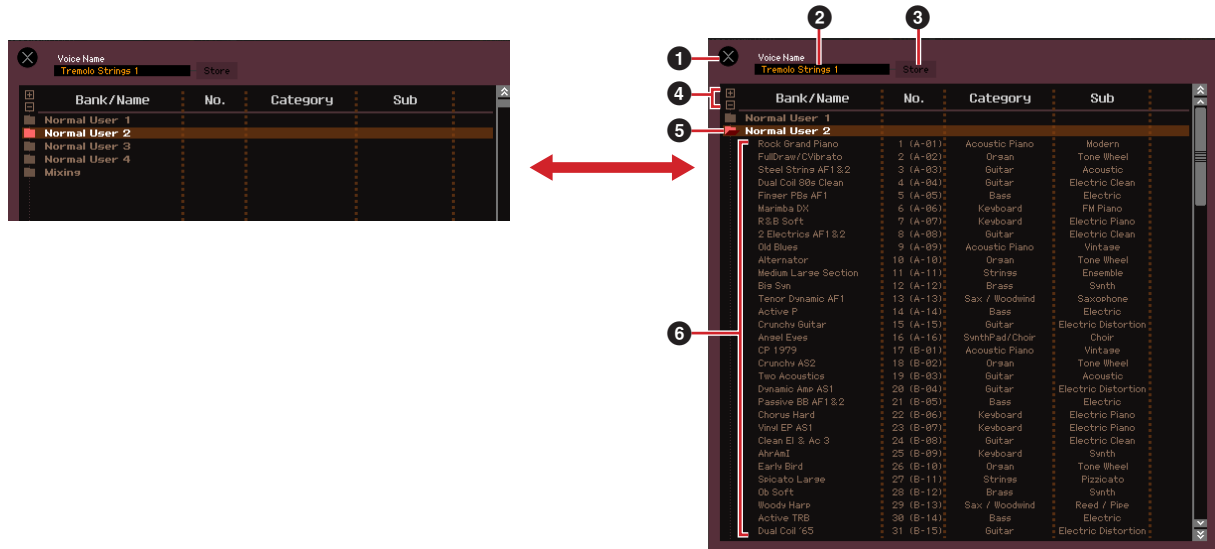 Voice Name
Tremolo Strings 1 Store
Bank/Name No. Category Sub
Normal User 1
Normal User 2
Normal User 3
Normal User 4
Mixing
1 2 3
Voice Name
Tremolo Strings 1 Store
4 Bank/Name No. Category Sub
Normal User 1
5 Normal User 2
Rock Grand Piano 1 (A-01) Acoustic Piano Modern
FullDraw/CVibrato 2 (A-02) Organ Tone Wheel
Steel String AF1&2 3 (A-03) Guitar Acoustic
Dual Coil 80s Clean 4 (A-04) Guitar Electric Clean
Finger PBs AF1 5 (A-05) Bass Electric
Marimba DX 6 (A-06) Keyboard FM Piano
R&B Soft 7 (A-07) Keyboard Electric Piano
2 Electrics AF1&2 8 (A-08) Guitar Electric Clean
Old Blues 9 (A-09) Acoustic Piano Vintage
Alternator 10 (A-10) Organ Tone Wheel
Medium Large Section 11 (A-11) Strings Ensemble
Big Syn 12 (A-12) Brass Synth
Tenor Dynamic AF1 13 (A-13) Sax / Woodwind Saxophone
Active P 14 (A-14) Bass Electric
Crunchy Guitar 15 (A-15) Guitar Electric Distortion
6 Angel Eyes 16 (A-16) SynthPad/Choir Choir
CP 1979 17 (B-01) Acoustic Piano Vintage
Crunchy AS2 18 (B-02) Organ Tone Wheel
Two Acoustics 19 (B-03) Guitar Acoustic
Dynamic Amp AS1 20 (B-04) Guitar Electric Distortion
Passive BB AF1&2 21 (B-05) Bass Electric
Chorus Hard 22 (B-06) Keyboard Electric Piano
Vinyl EP AS1 23 (B-07) Keyboard Electric Piano
Clean El & Ac 3 24 (B-08) Guitar Electric Clean
AhrAmI 25 (B-09) Keyboard Synth
Early Bird 26 (B-10) Organ Tone Wheel
Spicato Large 27 (B-11) Strings Pizzicato
Ob Soft 28 (B-12) Brass Synth
Woody Harp 29 (B-13) Sax / Woodwind Reed / Pipe
Active TRB 30 (B-14) Bass Electric
Dual Coil '65 31 (B-15) Guitar Electric Distortion